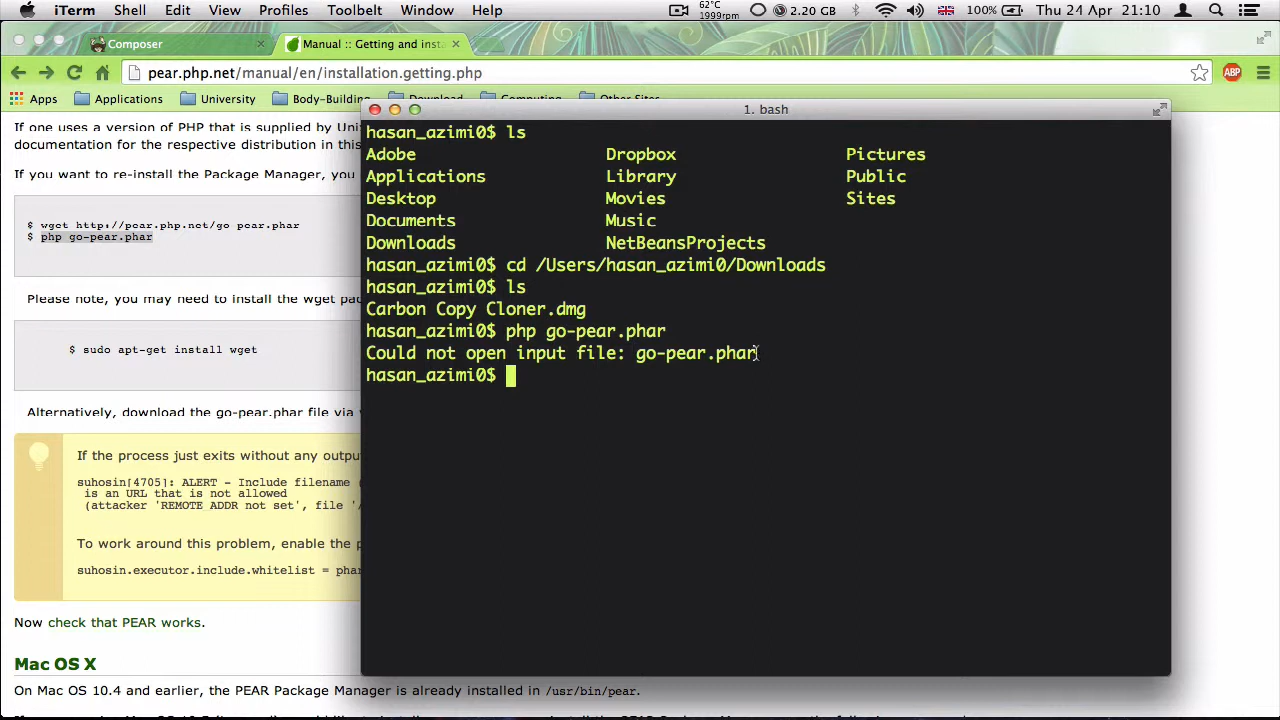 iTerm Shell Edit View Profiles Toolbelt Window Help 62°C 1999rpm 2.20 GB 100% Thu 24 Apr 21:10
Composer × Manual :: Getting and inst ×
pear.php.net/manual/en/installation.getting.php ABP
Apps Applications University Body-Building Download Computing Other Sites
1. bash
If one uses a version of PHP that is supplied by Uni
documentation for the respective distribution in this
If you want to re-install the Package Manager, you
$ wget http://pear.php.net/go pear.phar
$ php go-pear.phar
Please note, you may need to install the wget pac
$ sudo apt-get install wget
Alternatively, download the go-pear.phar file via
If the process just exits without any outpu
suhosin[4705]: ALERT - Include filename
is an URL that is not allowed
(attacker 'REMOTE ADDR not set', file '/
To work around this problem, enable the p
suhosin.executor.include.whitelist = phar
Now check that PEAR works.
Mac OS X
On Mac OS 10.4 and earlier, the PEAR Package Manager is already installed in /usr/bin/pear.
hasan_azimi0$ ls
Adobe Dropbox Pictures
Applications Library Public
Desktop Movies Sites
Documents Music
Downloads NetBeansProjects
hasan_azimi0$ cd /Users/hasan_azimi0/Downloads
hasan_azimi0$ ls
Carbon Copy Cloner.dmg
hasan_azimi0$ php go-pear.phar
Could not open input file: go-pear.phar
hasan_azimi0$